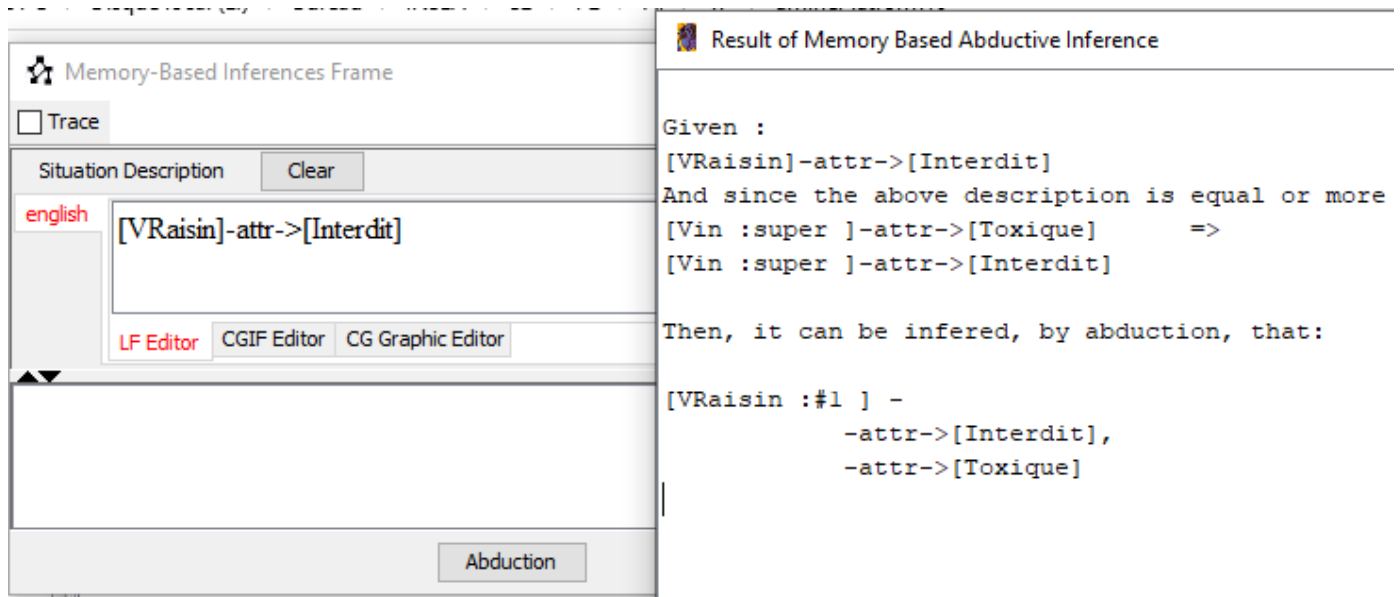 Memory-Based Inferences Frame
Trace
Situation Description Clear
english
[VRaisin]-attr->[Interdit]
LF Editor CGIF Editor CG Graphic Editor
Abduction
Result of Memory Based Abductive Inference
Given :
[VRaisin]-attr->[Interdit]
And since the above description is equal or more
[Vin :super ]-attr->[Toxique] =>
[Vin :super ]-attr->[Interdit]
Then, it can be infered, by abduction, that:
[VRaisin :#1 ] -
-attr->[Interdit],
-attr->[Toxique]